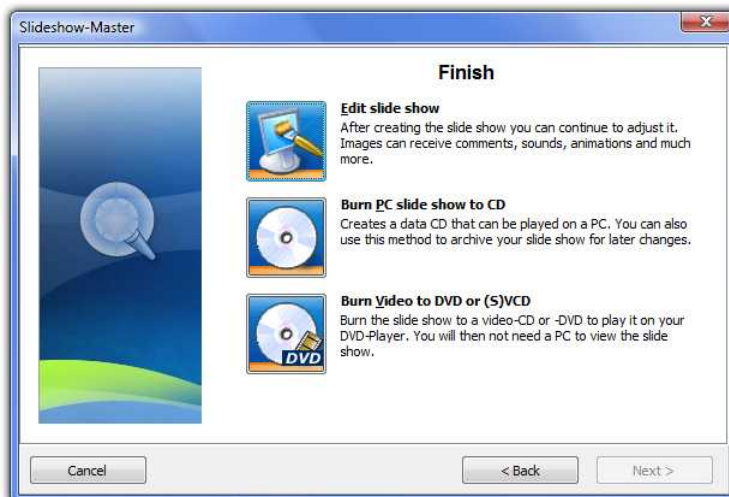 Slideshow-Master
Finish
Edit slide show
After creating the slide show you can continue to adjust it.
Images can receive comments, sounds, animations and much
more.
Burn PC slide show to CD
Creates a data CD that can be played on a PC. You can also
use this method to archive your slide show for later changes.
Burn Video to DVD or (S)VCD
Burn the slide show to a video-CD or -DVD to play it on your
DVD-Player. You will then not need a PC to view the slide
show.
DVD
Cancel
< Back
Next >